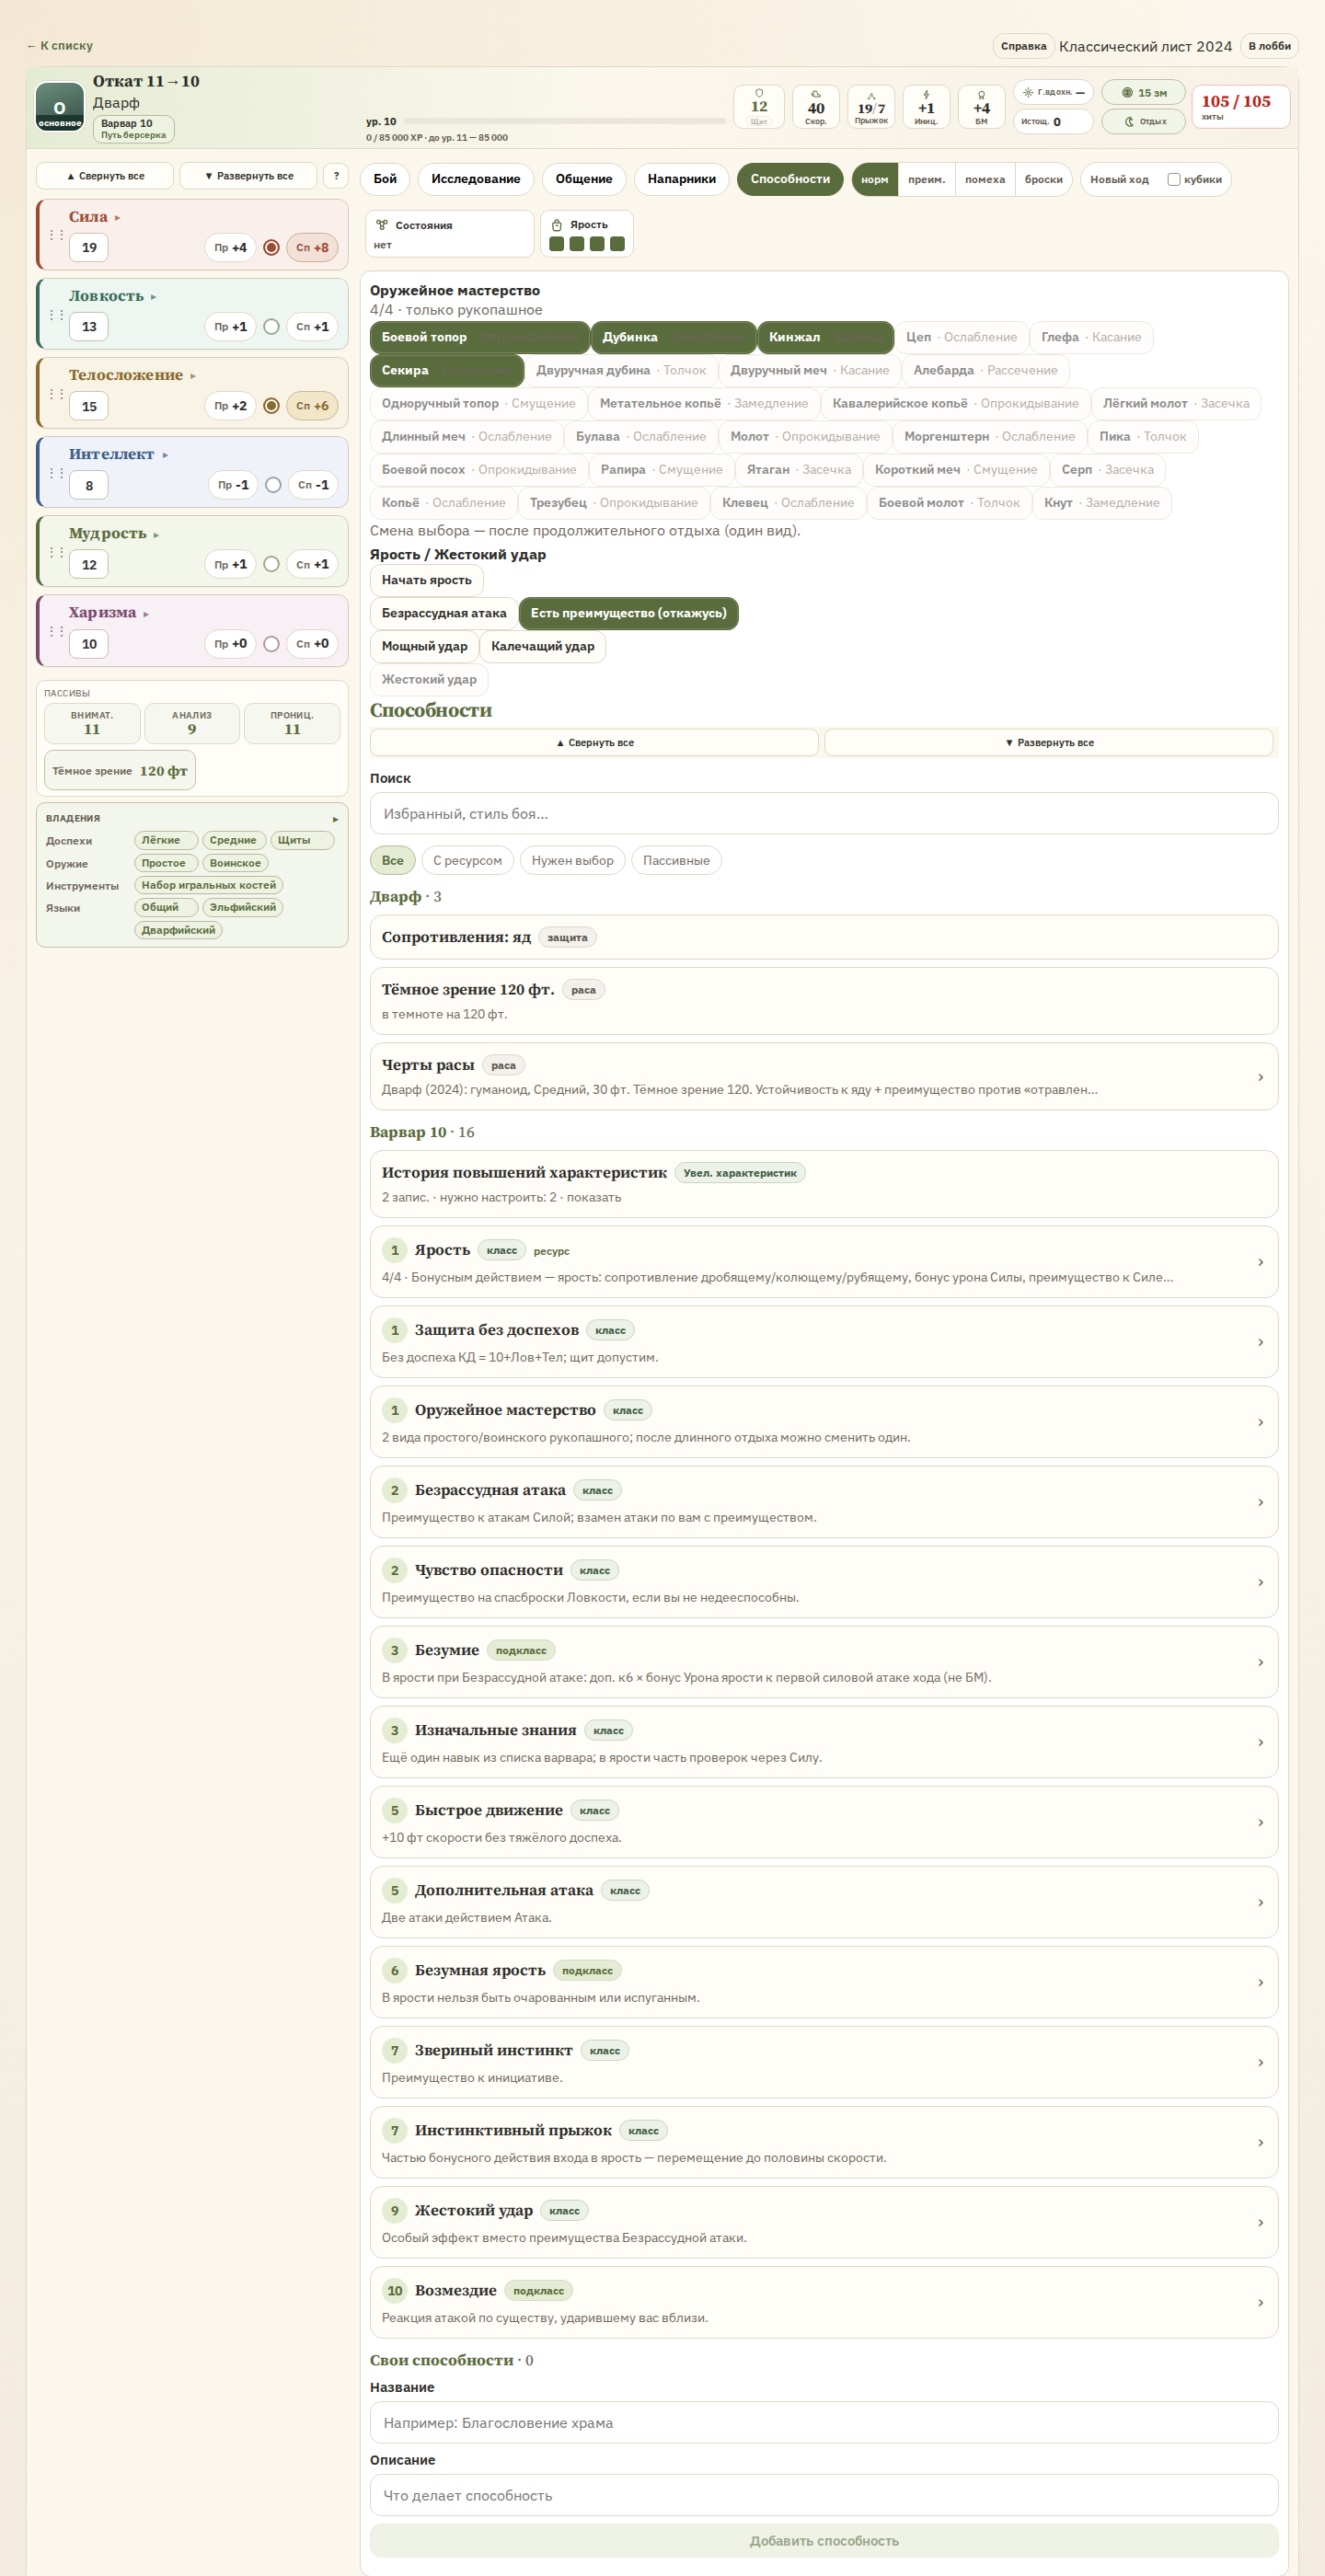 ← К списку
Справка Классический лист 2024 В лобби
Откат 11→10
Дварф
О
основное
Варвар 10
Путь берсерка
ур. 10
0 / 85 000 XP · до ур. 11 — 85 000
12
Щит
40
Скор.
19/7
Прыжок
+1
Иниц.
+4
БМ
Г.вдохн. —
Истощ. 0
15 зм
Отдых
105 / 105
хиты
▲ Свернуть все ▼ Развернуть все ?
Сила ▸
19 Пр +4 Сп +8
Ловкость ▸
13 Пр +1 Сп +1
Телосложение ▸
15 Пр +2 Сп +6
Интеллект ▸
8 Пр -1 Сп -1
Мудрость ▸
12 Пр +1 Сп +1
Харизма ▸
10 Пр +0 Сп +0
ПАССИВЫ
ВНИМАТ. АНАЛИЗ ПРОНИЦ.
11 9 11
Тёмное зрение 120 фт
ВЛАДЕНИЯ ▸
Доспехи Лёгкие Средние Щиты
Оружие Простое Воинское
Инструменты Набор игральных костей
Языки Общий Эльфийский
Дварфийский
Бой Исследование Общение Напарники Способности норм преим. помеха броски Новый ход кубики
Состояния
нет
Ярость
Оружейное мастерство
4/4 · только рукопашное
Боевой топор Дубинка Кинжал Цеп · Ослабление Глефа · Касание
Секира Двуручная дубина · Толчок Двуручный меч · Касание Алебарда · Рассечение
Одноручный топор · Смущение Метательное копьё · Замедление Кавалерийское копьё · Опрокидывание Лёгкий молот · Засечка
Длинный меч · Ослабление Булава · Ослабление Молот · Опрокидывание Моргенштерн · Ослабление Пика · Толчок
Боевой посох · Опрокидывание Рапира · Смущение Ятаган · Засечка Короткий меч · Смущение Серп · Засечка
Копьё · Ослабление Трезубец · Опрокидывание Клевец · Ослабление Боевой молот · Толчок Кнут · Замедление
Смена выбора — после продолжительного отдыха (один вид).
Ярость / Жестокий удар
Начать ярость
Безрассудная атака Есть преимущество (откажусь)
Мощный удар Калечащий удар
Жестокий удар
Способности
▲ Свернуть все ▼ Развернуть все
Поиск
Избранный, стиль боя…
Все С ресурсом Нужен выбор Пассивные
Дварф · 3
Сопротивления: яд защита
Тёмное зрение 120 фт. раса
в темноте на 120 фт.
Черты расы раса
Дварф (2024): гуманоид, Средний, 30 фт. Тёмное зрение 120. Устойчивость к яду + преимущество против «отравлен… ›
Варвар 10 · 16
История повышений характеристик Увел. характеристик
2 запис. · нужно настроить: 2 · показать
1 Ярость класс ресурс
4/4 · Бонусным действием — ярость: сопротивление дробящему/колющему/рубящему, бонус урона Силы, преимущество к Силе… ›
1 Защита без доспехов класс
Без доспеха КД = 10+Лов+Тел; щит допустим. ›
1 Оружейное мастерство класс
2 вида простого/воинского рукопашного; после длинного отдыха можно сменить один. ›
2 Безрассудная атака класс
Преимущество к атакам Силой; взамен атаки по вам с преимуществом. ›
2 Чувство опасности класс
Преимущество на спасброски Ловкости, если вы не недееспособны. ›
3 Безумие подкласс
В ярости при Безрассудной атаке: доп. к6 × бонус Урона ярости к первой силовой атаке хода (не БМ). ›
3 Изначальные знания класс
Ещё один навык из списка варвара; в ярости часть проверок через Силу. ›
5 Быстрое движение класс
+10 фт скорости без тяжёлого доспеха. ›
5 Дополнительная атака класс
Две атаки действием Атака. ›
6 Безумная ярость подкласс
В ярости нельзя быть очарованным или испуганным. ›
7 Звериный инстинкт класс
Преимущество к инициативе. ›
7 Инстинктивный прыжок класс
Частью бонусного действия входа в ярость — перемещение до половины скорости. ›
9 Жестокий удар класс
Особый эффект вместо преимущества Безрассудной атаки. ›
10 Возмездие подкласс
Реакция атакой по существу, ударившему вас вблизи. ›
Свои способности · 0
Название
Например: Благословение храма
Описание
Что делает способность
Добавить способность